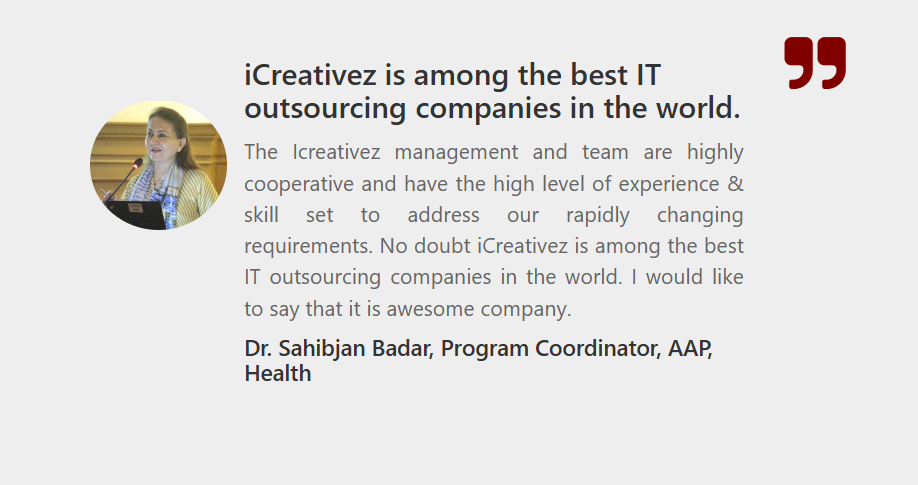 iCreativez is among the best IT
outsourcing companies in the world.
The Icreativez management and team are highly
cooperative and have the high level of experience &
skill set to address our rapidly changing
requirements. No doubt iCreativez is among the best
IT outsourcing companies in the world. I would like
to say that it is awesome company.
Dr. Sahibjan Badar, Program Coordinator, AAP,
Health